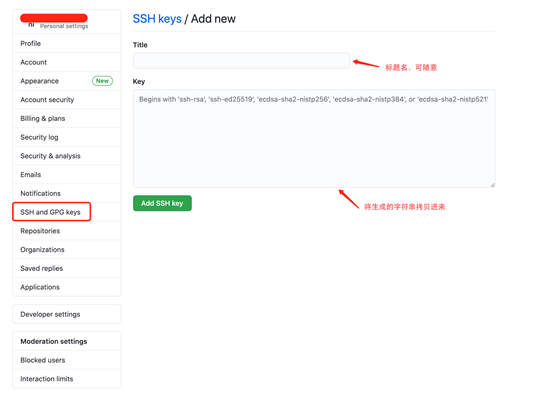 Personal settings
Profile
Account
Appearance New
Account security
Billing & plans
Security log
Security & analysis
Emails
Notifications
SSH and GPG keys
Repositories
Organizations
Saved replies
Applications
Developer settings
Moderation settings
Blocked users
Interaction limits
SSH keys / Add new
Title
标题名，可随意
Key
Begins with 'ssh-rsa', 'ssh-ed25519', 'ecdsa-sha2-nistp256', 'ecdsa-sha2-nistp384', or 'ecdsa-sha2-nistp521'
将生成的字符串拷贝进来
Add SSH key